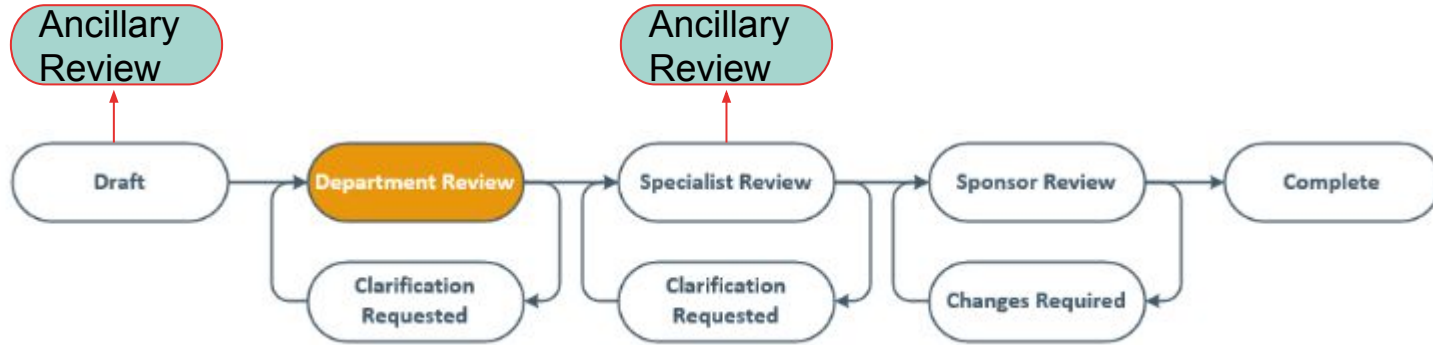 Ancillary
Review
Ancillary
Review
Draft
Department Review
Specialist Review
Sponsor Review
Complete
Clarification
Requested
Clarification
Requested
Changes Required